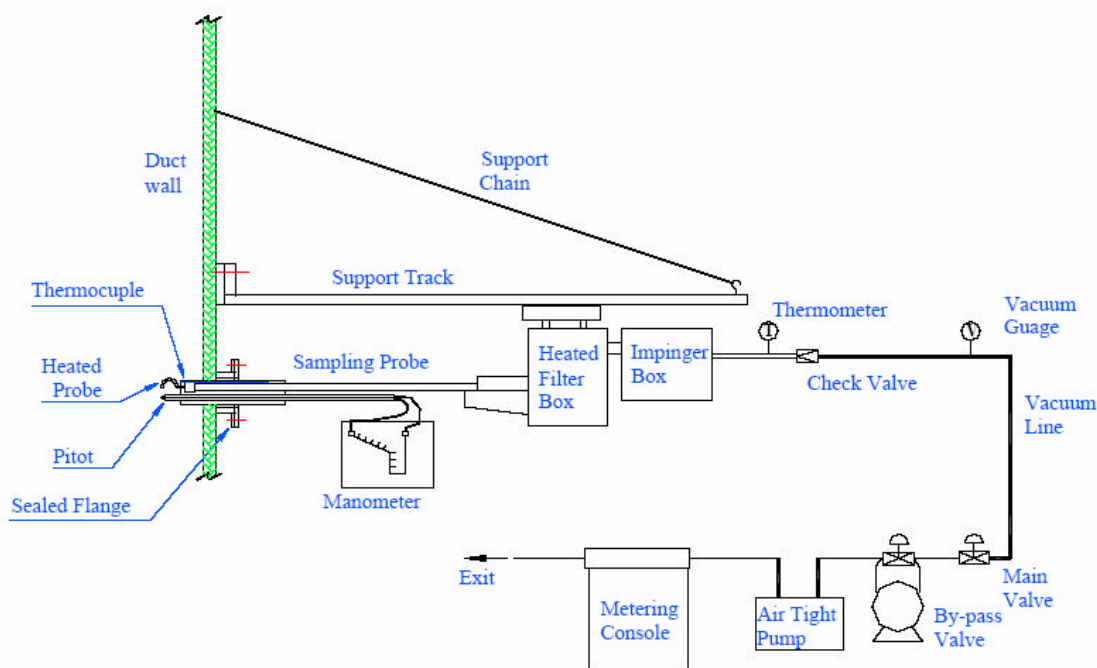 Duct
wall
Support
Chain
Support Track
Thermocuple
Thermometer
Vacuum
Guage
Heated
Probe
Sampling Probe
Heated
Filter
Box
Impinger
Box
Check Valve
Vacuum
Line
Pitot
Manometer
Sealed Flange
Exit
Metering
Console
Air Tight
Pump
By-pass
Valve
Main
Valve